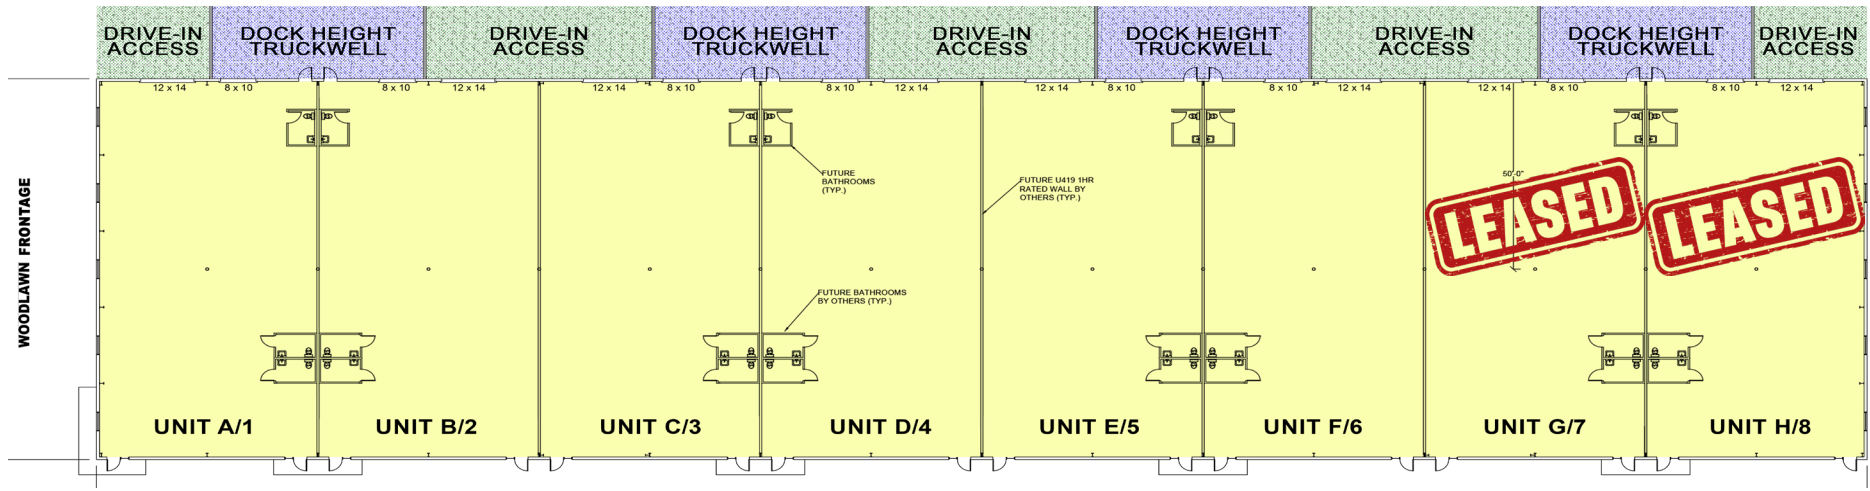 DRIVE-IN
ACCESS
DOCK HEIGHT
TRUCKWELL
DRIVE-IN
ACCESS
DOCK HEIGHT
TRUCKWELL
DRIVE-IN
ACCESS
DOCK HEIGHT
TRUCKWELL
DRIVE-IN
ACCESS
DOCK HEIGHT
TRUCKWELL
DRIVE-IN
ACCESS
12 x 14
8 x 10
8 x 10
12 x 14
12 x 14
8 x 10
8 x 10
12 x 14
12 x 14
8 x 10
8 x 10
12 x 14
12 x 14
8 x 10
8 x 10
12 x 14
WOODLAWN FRONTAGE
FUTURE
BATHROOMS
(TYP.)
FUTURE U419 1HR
RATED WALL BY
OTHERS (TYP.)
50'-0"
LEASED
LEASED
FUTURE BATHROOMS
BY OTHERS (TYP.)
UNIT A/1
UNIT B/2
UNIT C/3
UNIT D/4
UNIT E/5
UNIT F/6
UNIT G/7
UNIT H/8